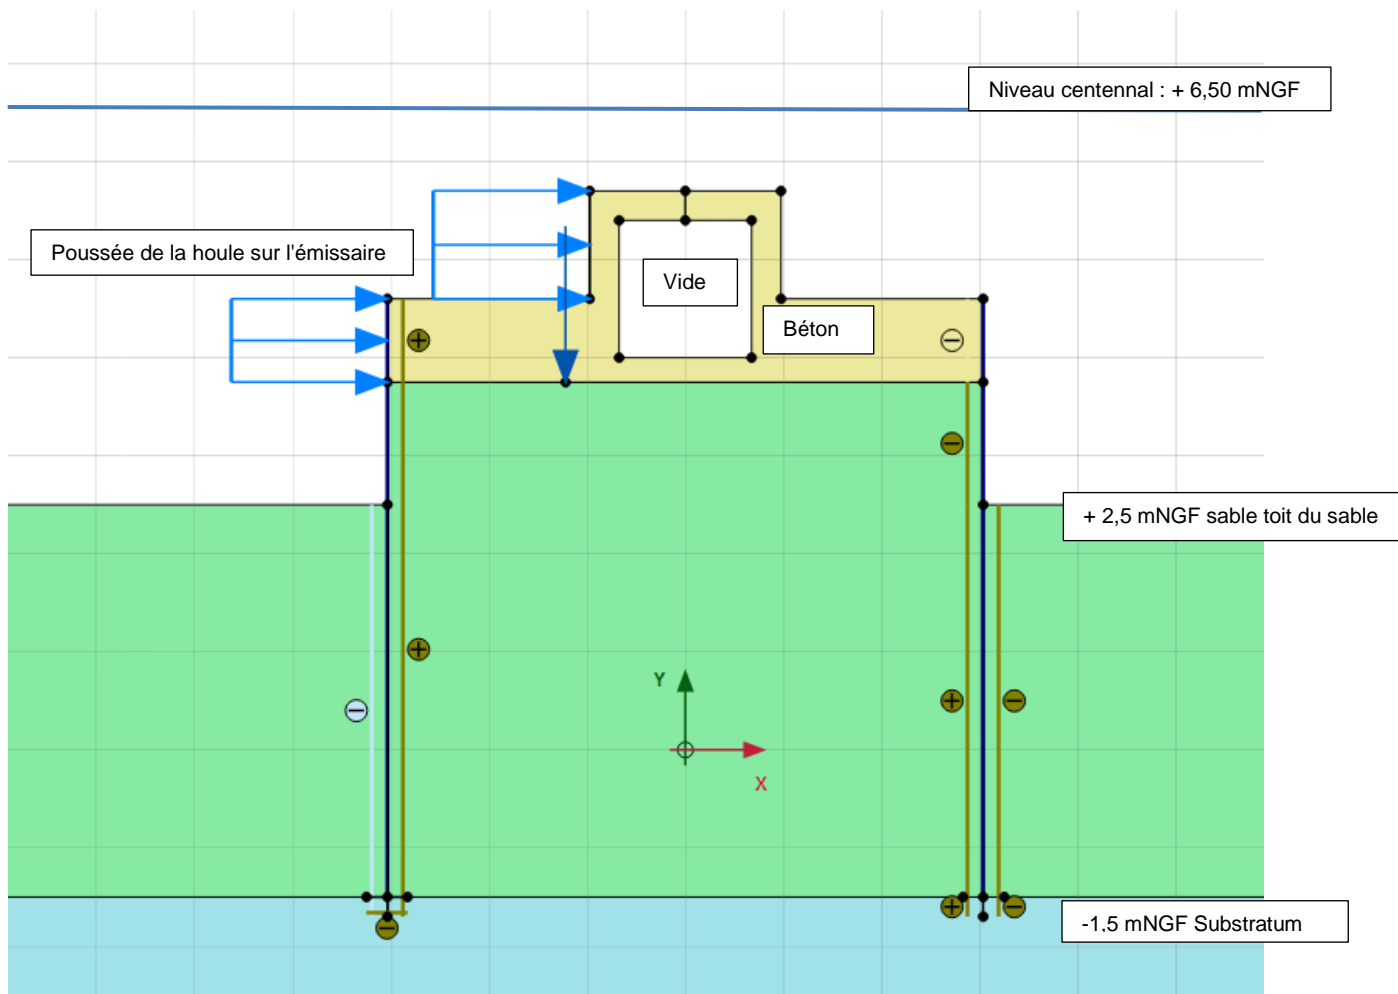 Niveau centennal : + 6,50 mNGF
Poussée de la houle sur l'émissaire
Vide
Béton
+ 2,5 mNGF sable toit du sable
Y
X
-1,5 mNGF Substratum